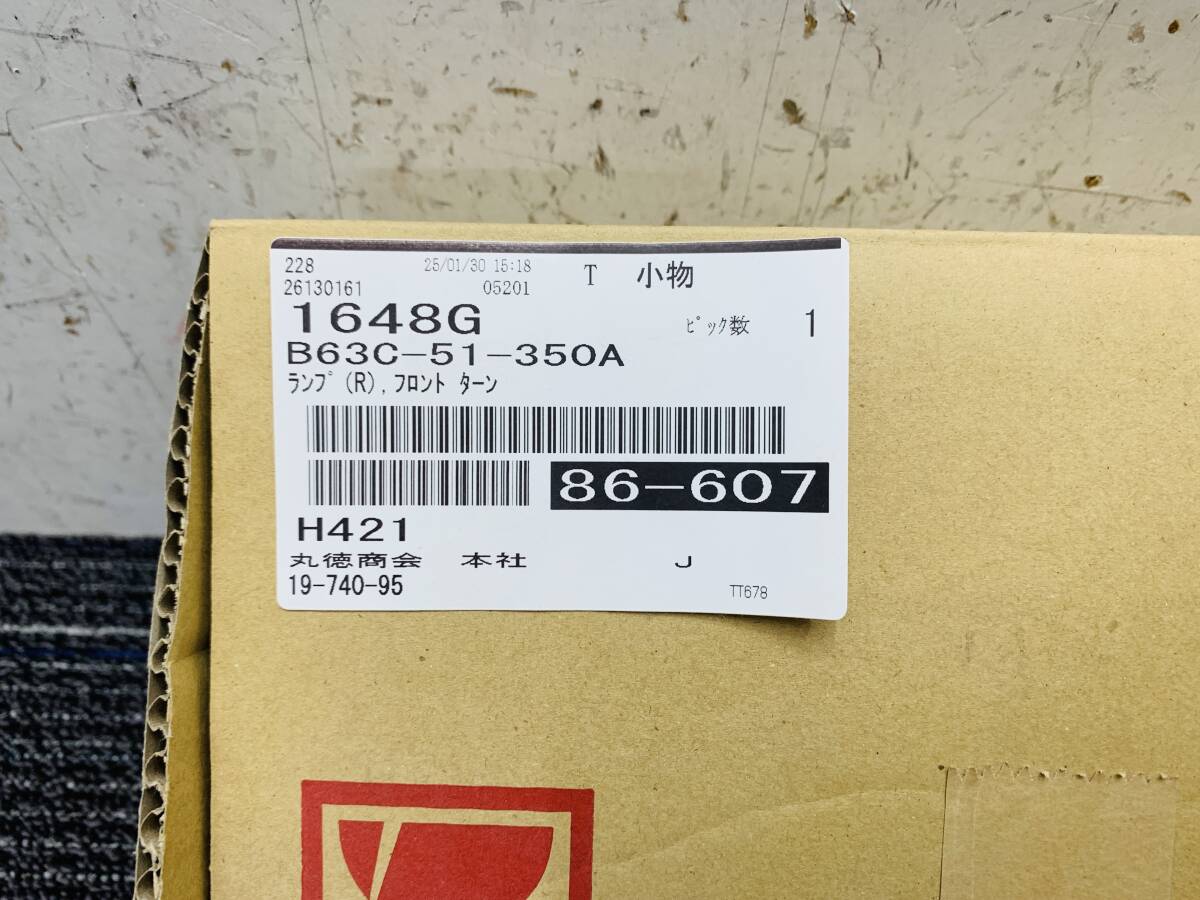 228 25/01/30 15:18 T 小物
26130161 05201
1648G ﾋﾟｯｸ数 1
B63C-51-350A
ﾗﾝﾌﾟ(R),ﾌﾛﾝﾄ ﾀｰﾝ
86-607
H421
丸徳商会 本社 J
19-740-95 TT678